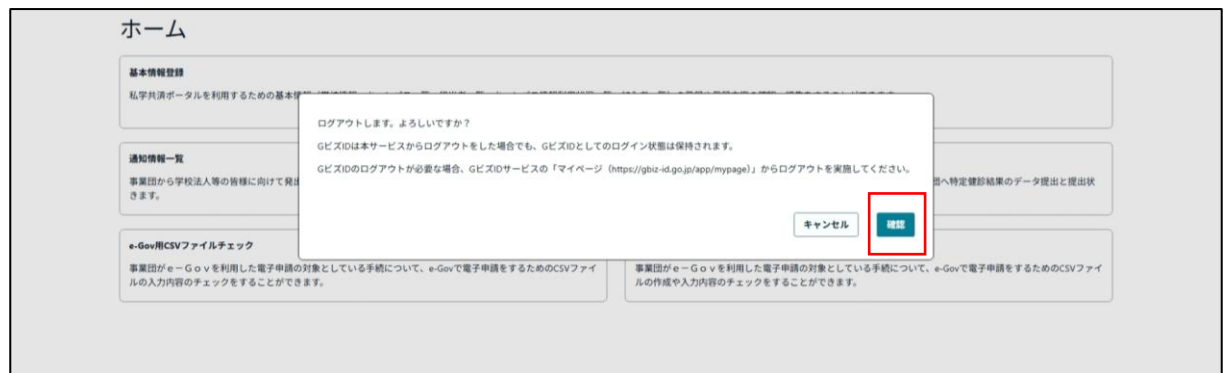 ホーム
基本情報登録
私学共済ポータルを利用するための基本情
ログアウトします。よろしいですか？
GビズIDは本サービスからログアウトをした場合でも、GビズIDとしてのログイン状態は保持されます。
GビズIDのログアウトが必要な場合、GビズIDサービスの「マイページ（https://gbiz-id.go.jp/app/mypage）」からログアウトを実施してください。
キャンセル
確認
通知情報一覧
事業団から学校法人等の皆様に向けて発出
きます。
団へ特定健診結果のデータ提出と提出状
e-Gov用CSVファイルチェック
事業団がｅ－Ｇｏｖを利用した電子申請の対象としている手続について、e-Govで電子申請をするためのCSVファイ
ルの入力内容のチェックをすることができます。
事業団がｅ－Ｇｏｖを利用した電子申請の対象としている手続について、e-Govで電子申請をするためのCSVファイ
ルの作成や入力内容のチェックをすることができます。